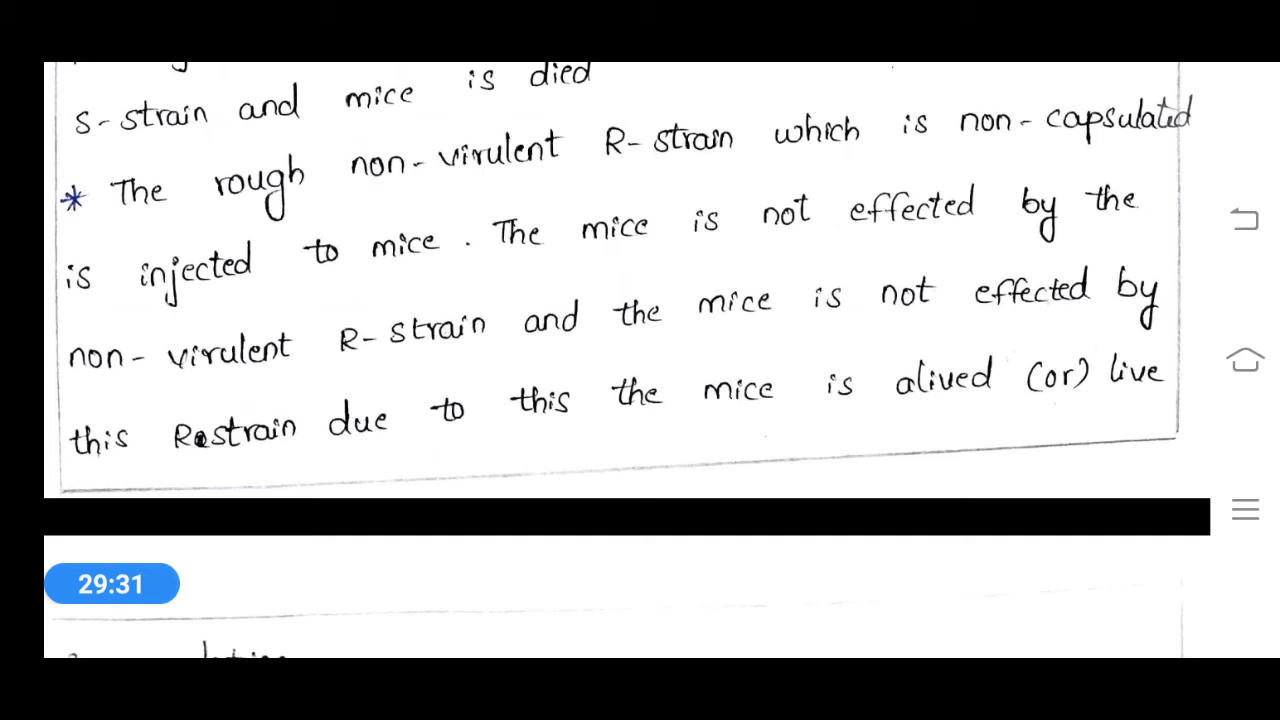 S-strain and mice is died
* The rough non-virulent R-strain which is non-capsulated
is injected to mice. The mice is not effected by the
non-virulent R-strain and the mice is not effected by
this Rstrain due to this the mice is alived (or) live
29:31